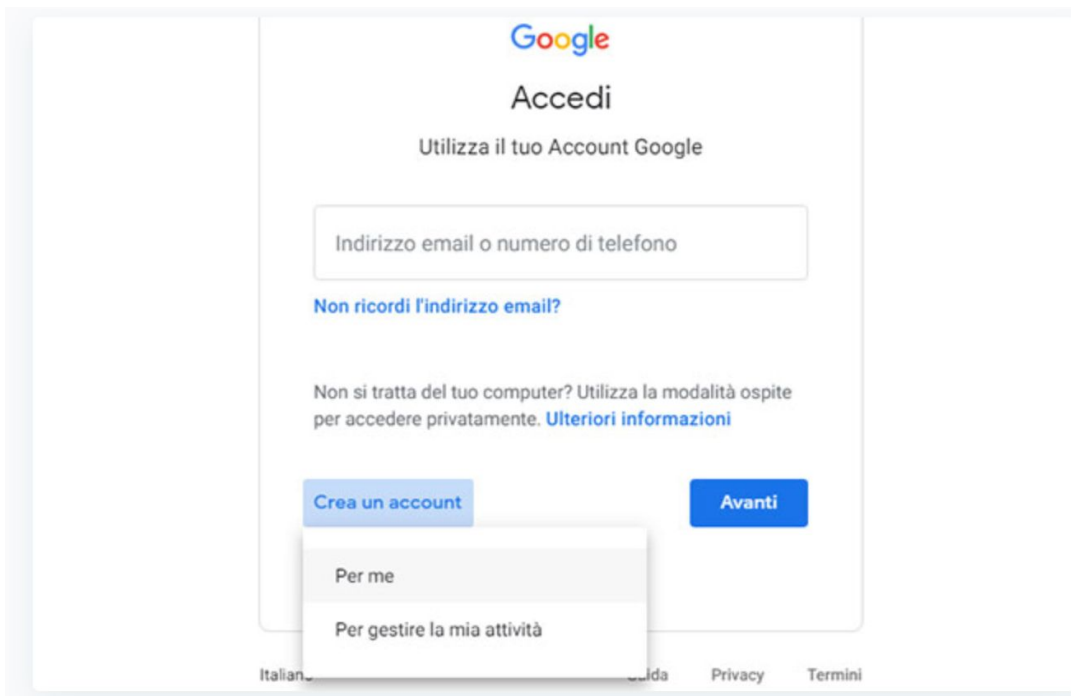 Google
Accedi
Utilizza il tuo Account Google
Indirizzo email o numero di telefono
Non ricordi l'indirizzo email?
Non si tratta del tuo computer? Utilizza la modalità ospite
per accedere privatamente. Ulteriori informazioni
Crea un account
Avanti
Per me
Per gestire la mia attività
Privacy Termini